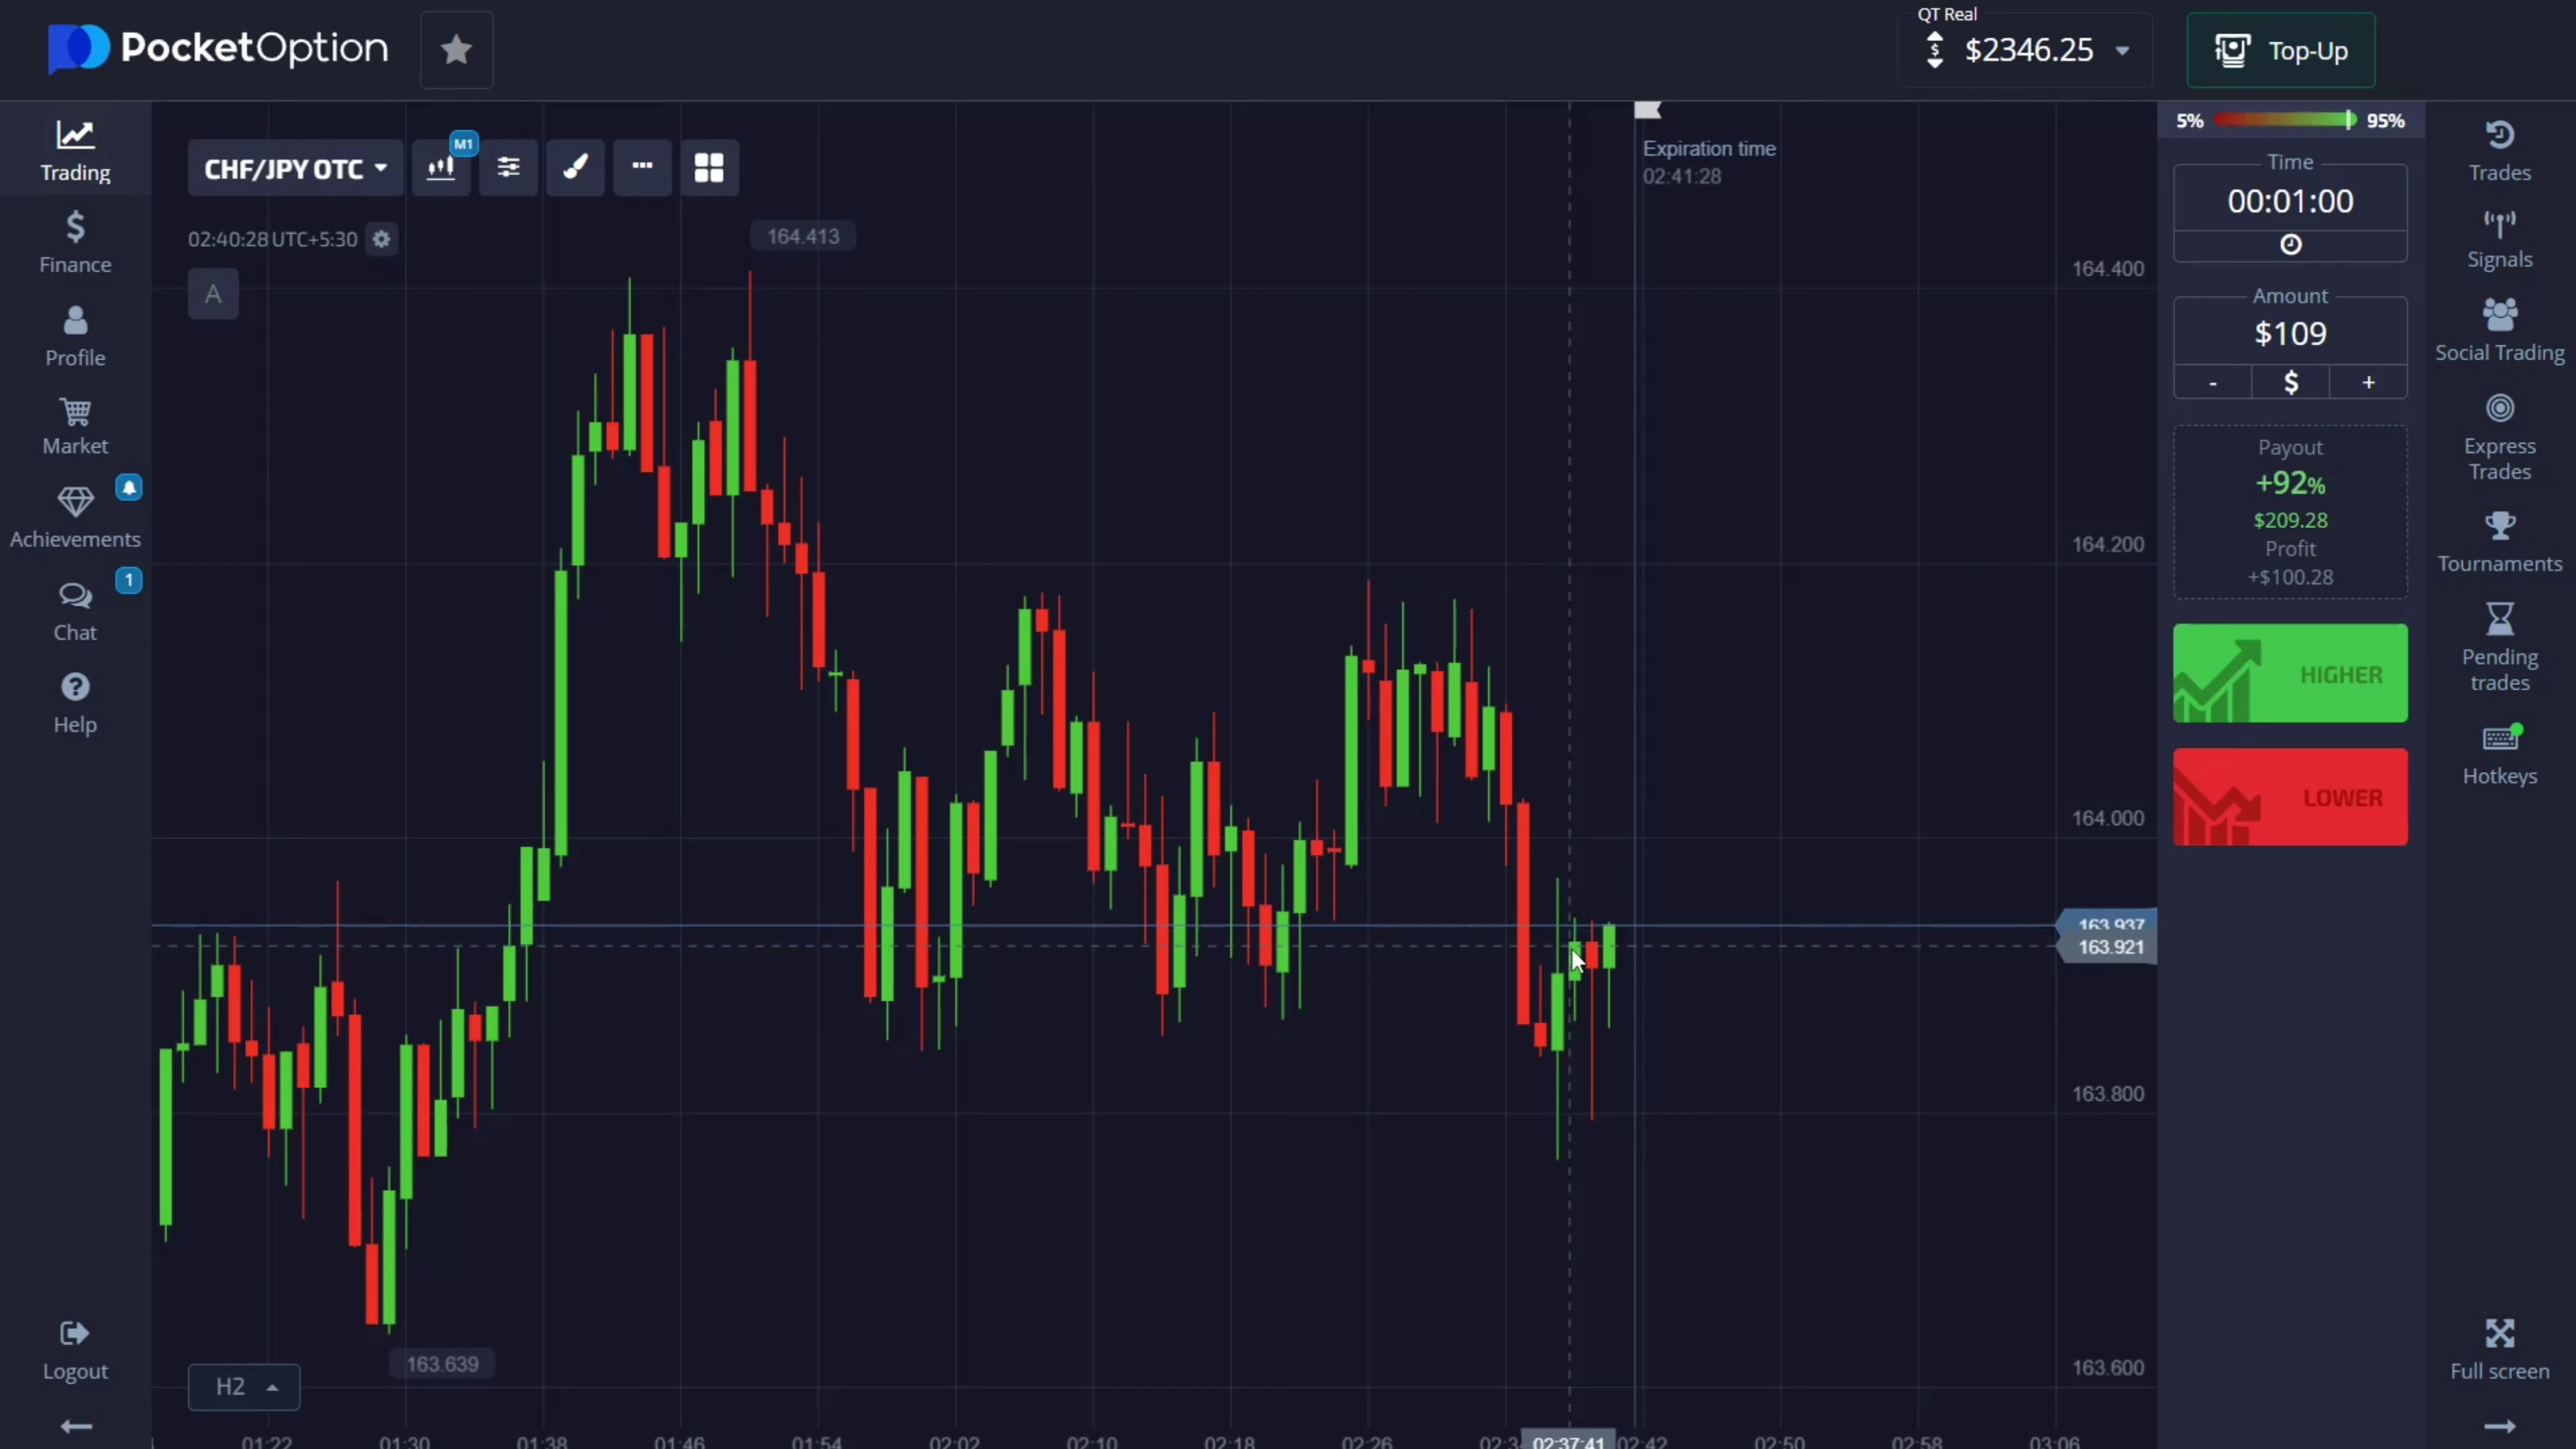 PocketOption
QT Real
$2346.25
Top-Up
Trading
Finance
Profile
Market
Achievements
1
Chat
Help
Logout
CHF/JPY OTC
M1
02:40:28 UTC+5:30
A
164.413
163.639
H2
Expiration time
02:41:28
164.400
164.200
164.000
163.937
163.921
163.800
163.600
01:22
01:30
01:38
01:46
01:54
02:02
02:10
02:18
02:26
02:37:41
02:42
02:50
02:58
03:06
5%
95%
Time
00:01:00
Amount
$109
-
$
+
Payout
+92%
$209.28
Profit
+$100.28
HIGHER
LOWER
Trades
Signals
Social Trading
Express
Trades
Tournaments
Pending
trades
Hotkeys
Full screen